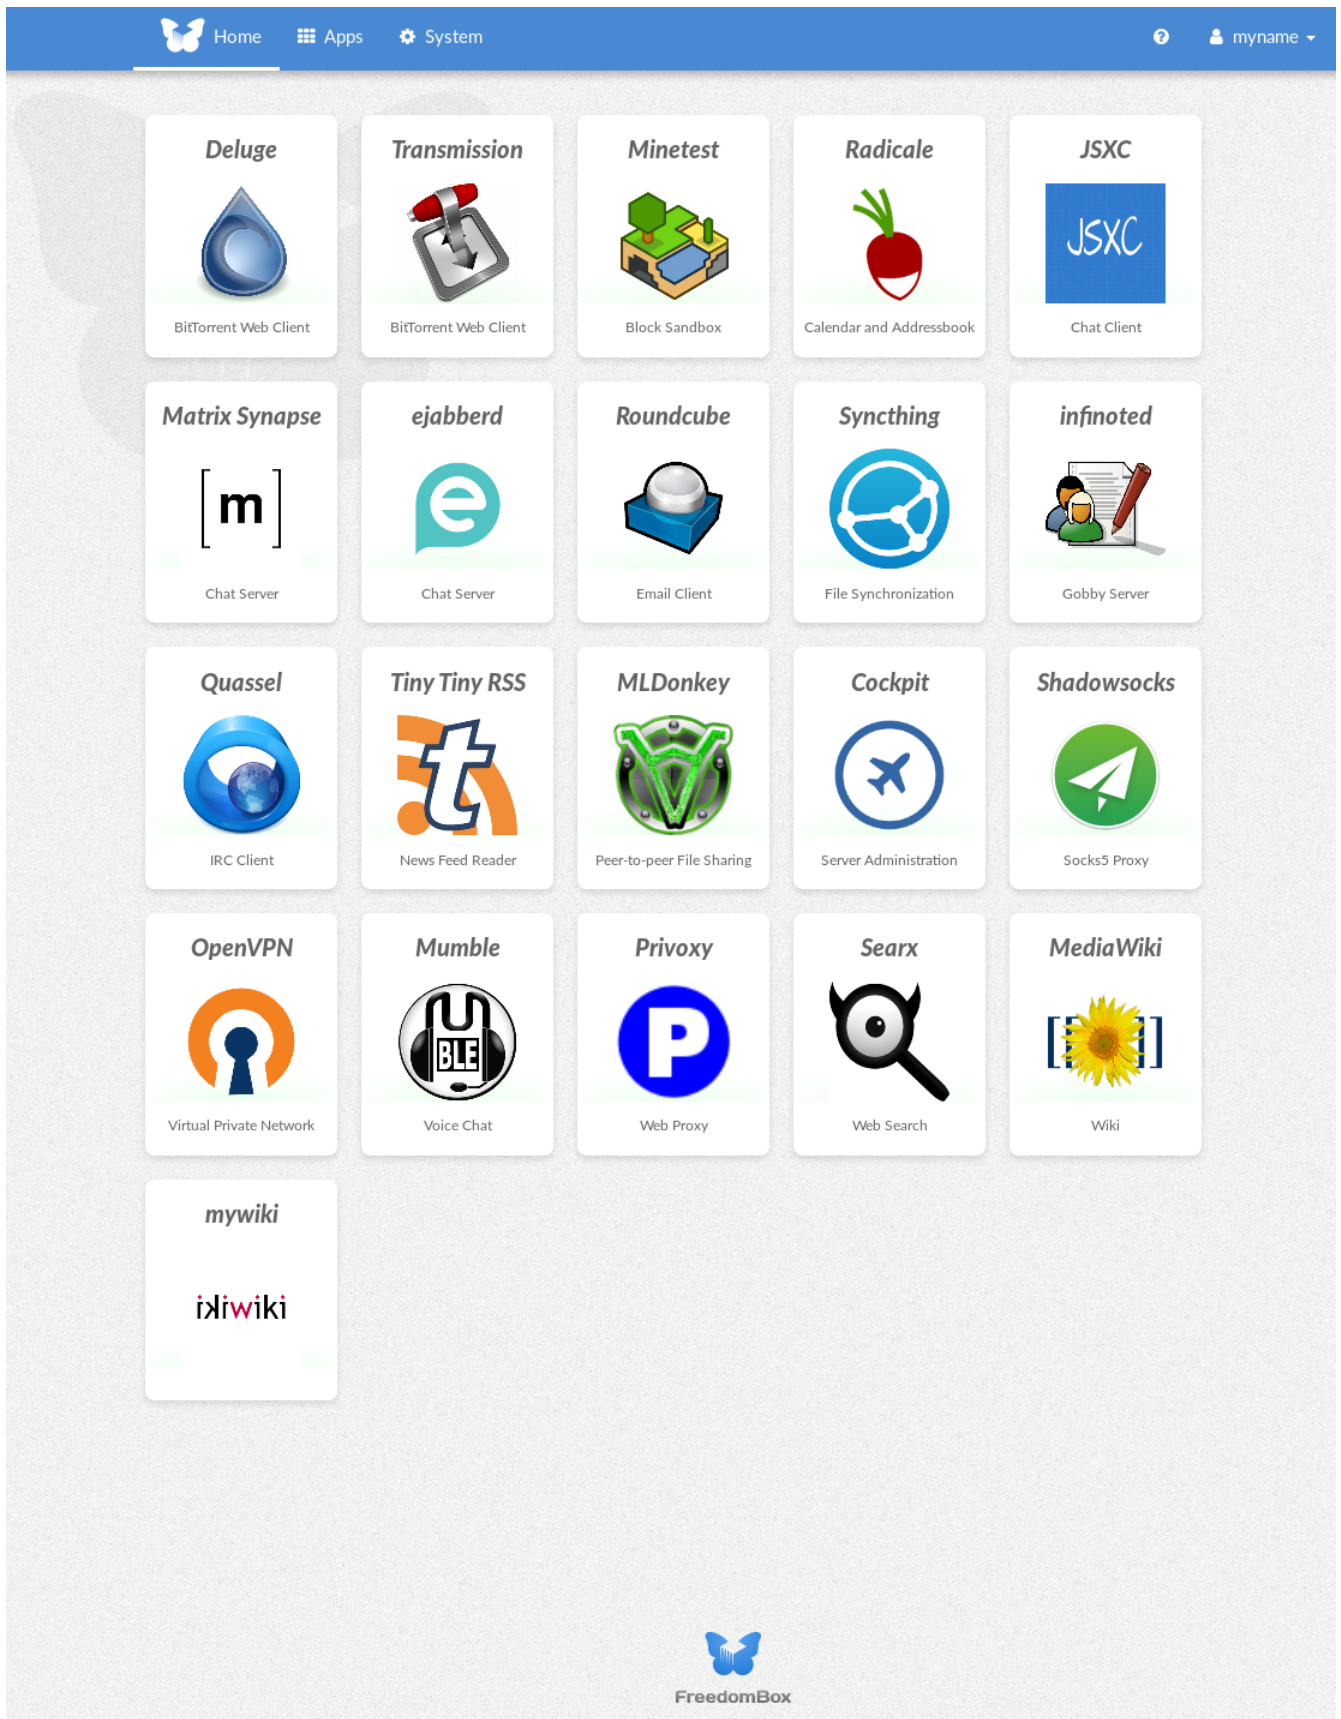 Home Apps System myname
Deluge Transmission Minetest Radicale JSXC
JSXC
BitTorrent Web Client BitTorrent Web Client Block Sandbox Calendar and Addressbook Chat Client
Matrix Synapse ejabberd Roundcube Syncthing infinoted
[m] e
Chat Server Chat Server Email Client File Synchronization Gobby Server
Quassel Tiny Tiny RSS MLDonkey Cockpit Shadowsocks
t
IRC Client News Feed Reader Peer-to-peer File Sharing Server Administration Socks5 Proxy
OpenVPN Mumble Privoxy Searx MediaWiki
BLE P [[ ]]
Virtual Private Network Voice Chat Web Proxy Web Search Wiki
mywiki
ikiwiki
FreedomBox